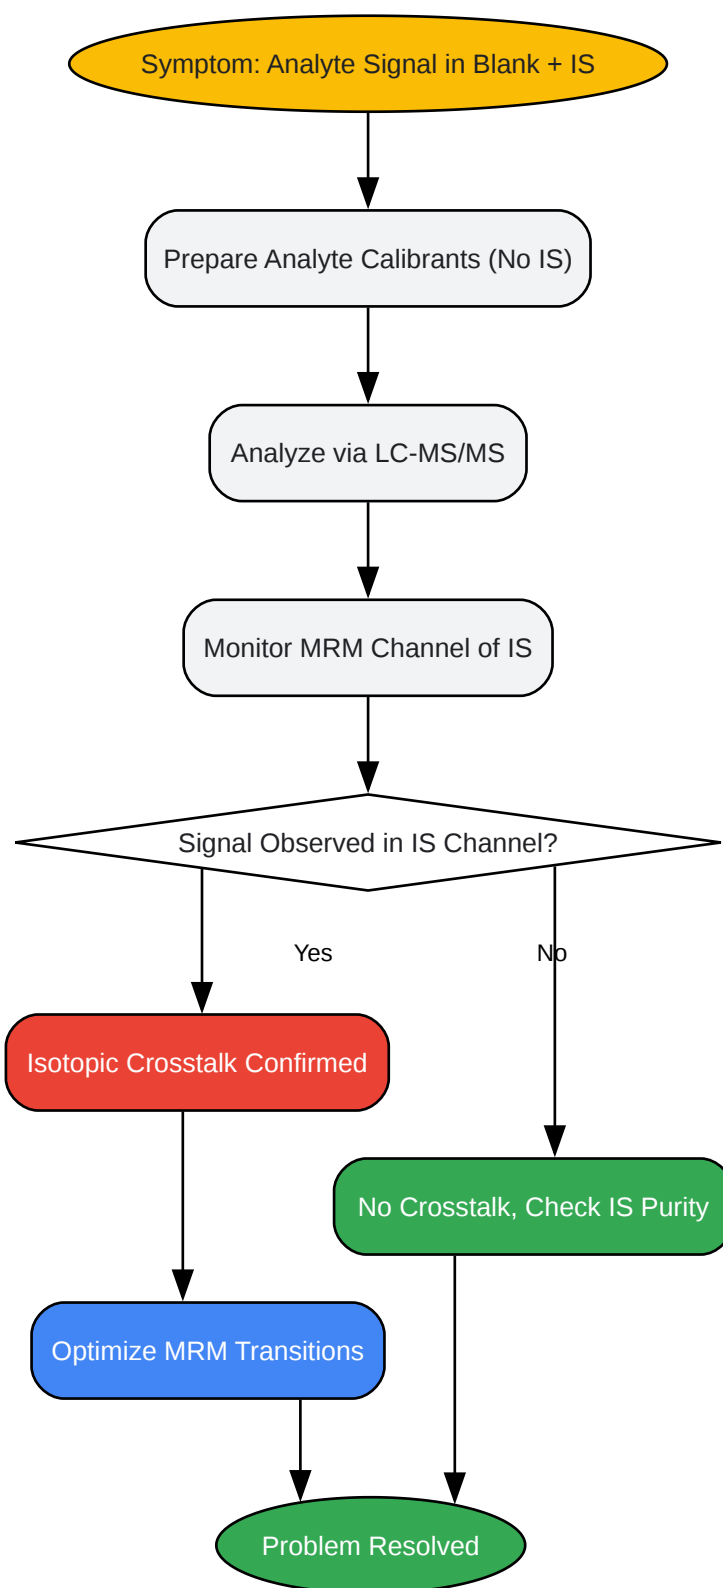 Symptom: Analyte Signal in Blank + IS
Prepare Analyte Calibrants (No IS)
Analyze via LC-MS/MS
Monitor MRM Channel of IS
Signal Observed in IS Channel?
Yes
No
Isotopic Crosstalk Confirmed
No Crosstalk, Check IS Purity
Optimize MRM Transitions
Problem Resolved